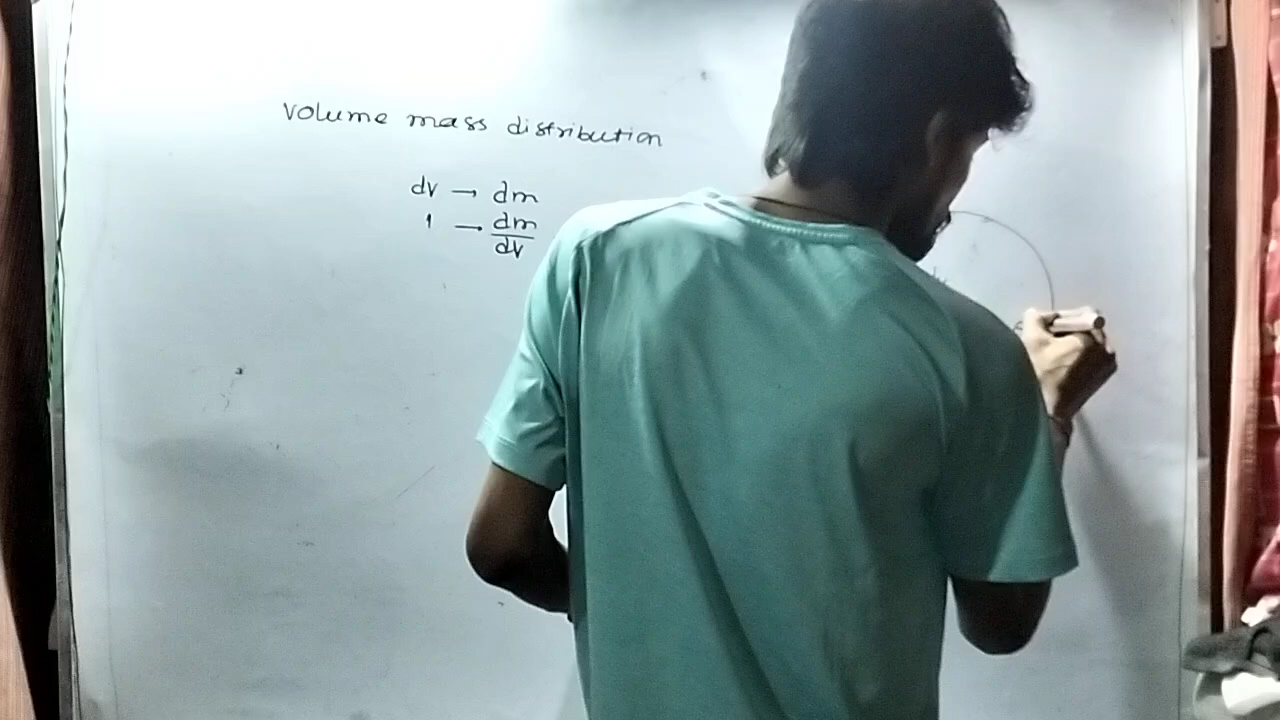 volume mass distribution
dv → dm
1 → dm/dv